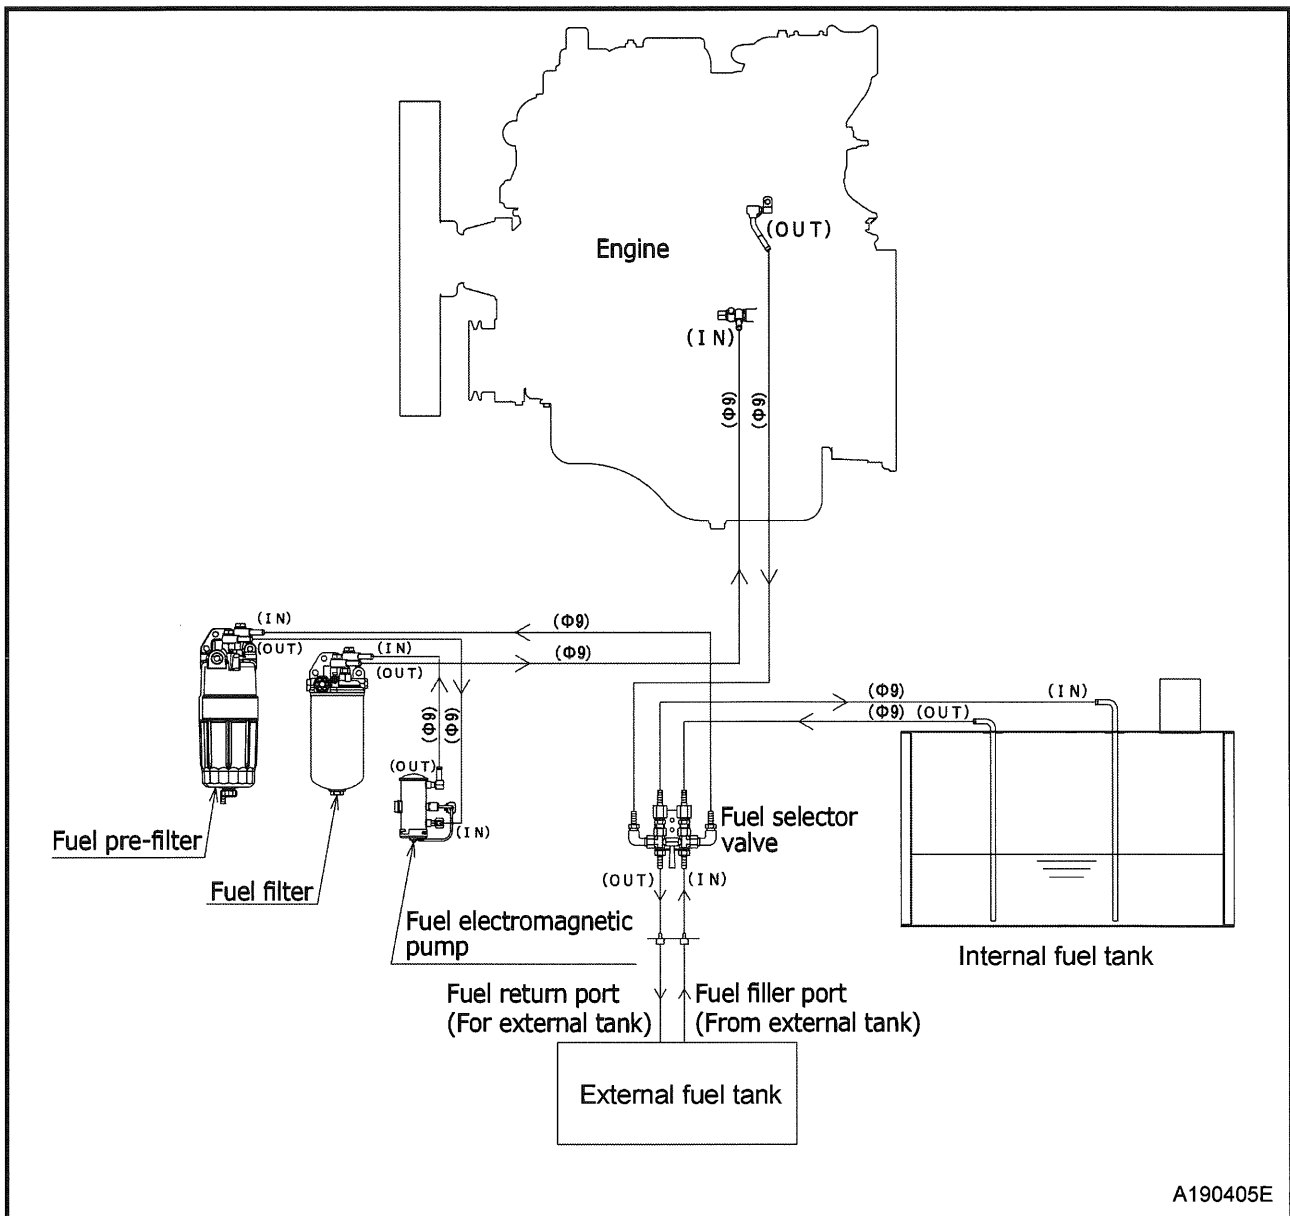 (OUT)
Engine
(IN)
(Φ9)
(Φ9)
(IN)
(OUT)
(Φ9)
(IN)
(OUT)
(Φ9)
(Φ9)
(Φ9)
(Φ9)
(IN)
(Φ9)
(OUT)
(OUT)
(IN)
Fuel selector
valve
Fuel pre-filter
Fuel filter
(OUT)
(IN)
Fuel electromagnetic
pump
Internal fuel tank
Fuel return port
(For external tank)
Fuel filler port
(From external tank)
External fuel tank
A190405E